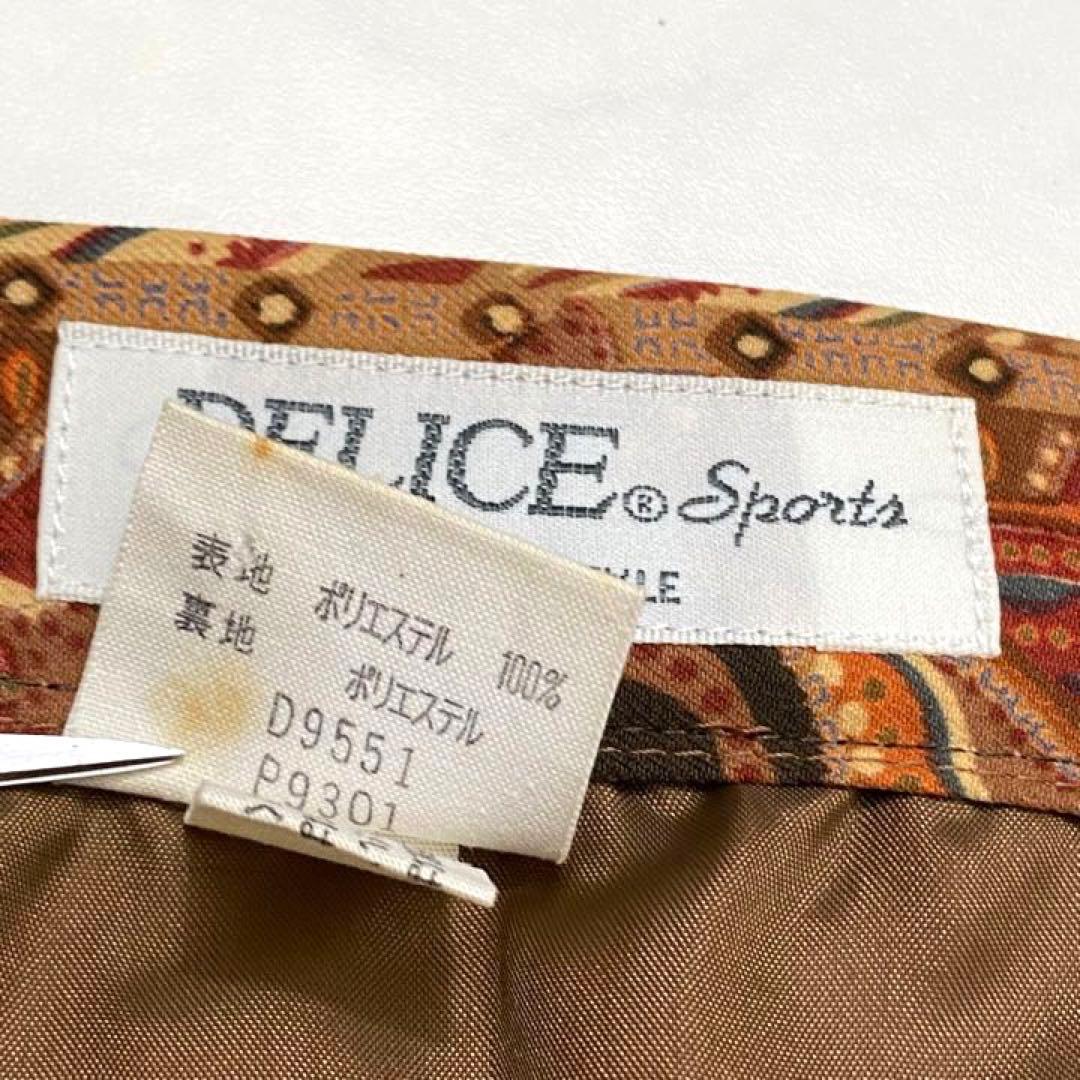 DELICE® Sports
YLE
表地 ポリエステル 100%
裏地 ポリエステル
D9551
P9301